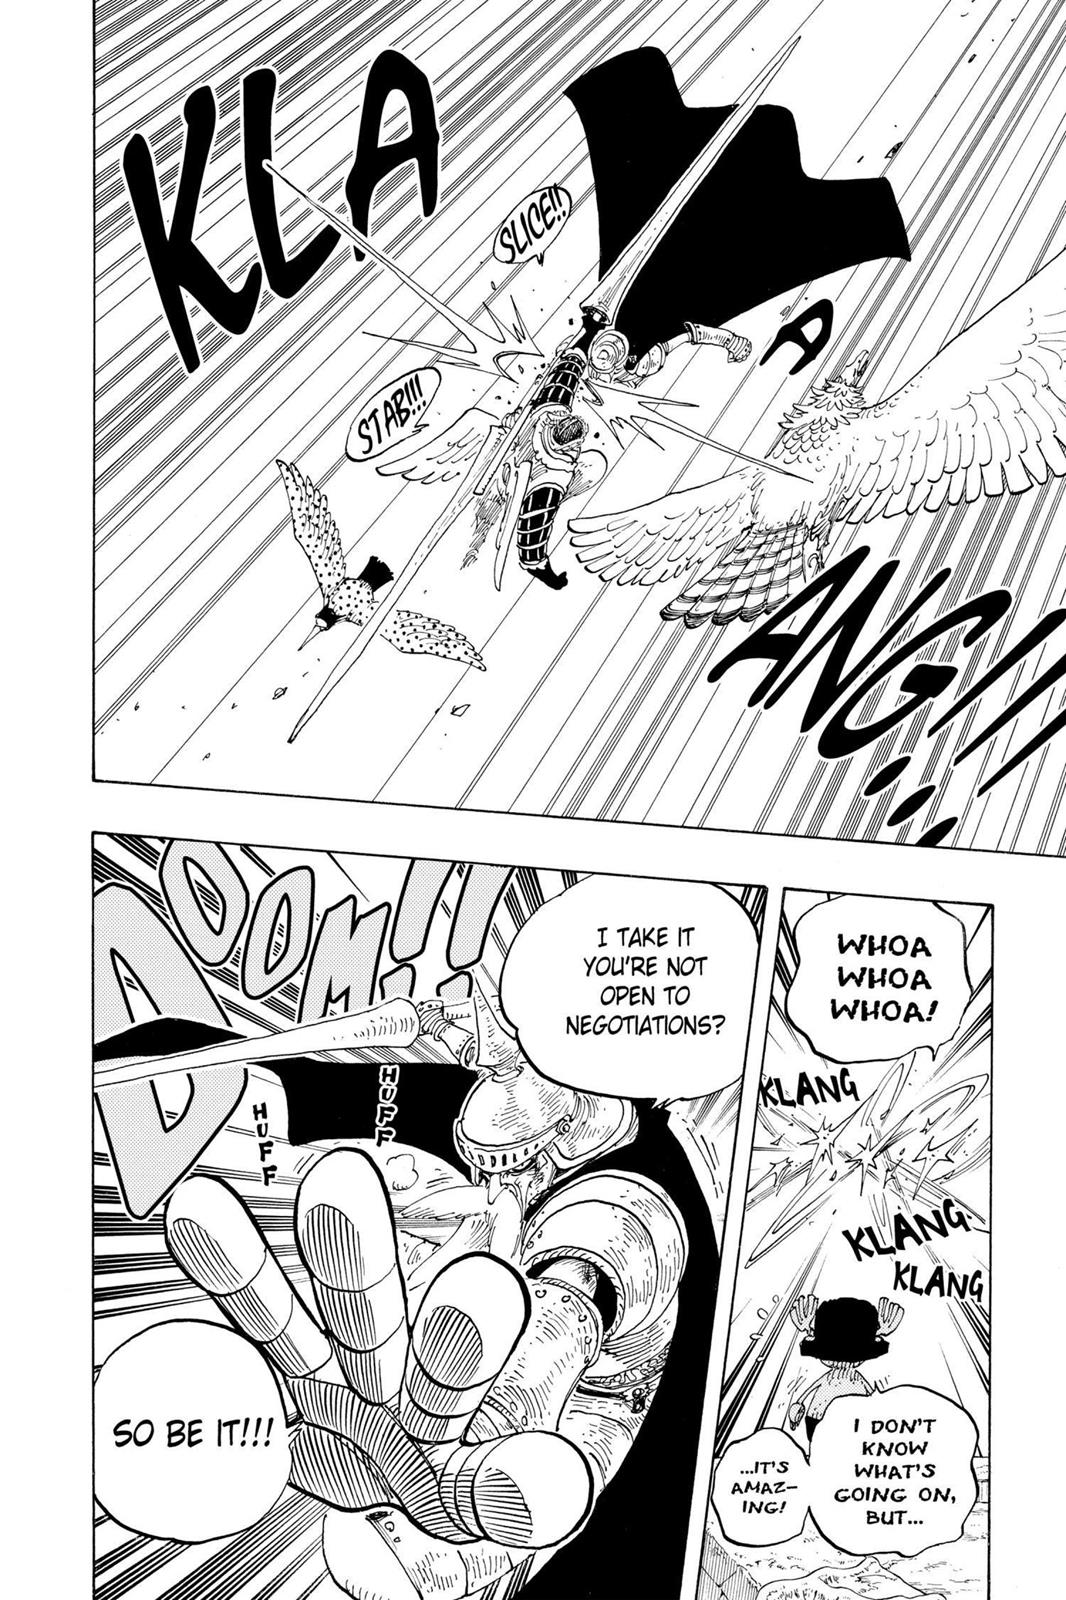 KLA
A
ANG!!!
SLICE!!
STAB!!!
BOOOM!!!
I TAKE IT
YOU'RE NOT
OPEN TO
NEGOTIATIONS?
HUFF
HUFF
SO BE IT!!!
WHOA
WHOA
WHOA!
KLANG
KLANG
KLANG
I DON'T
KNOW
WHAT'S
GOING ON,
BUT...
...IT'S
AMAZ-
ING!